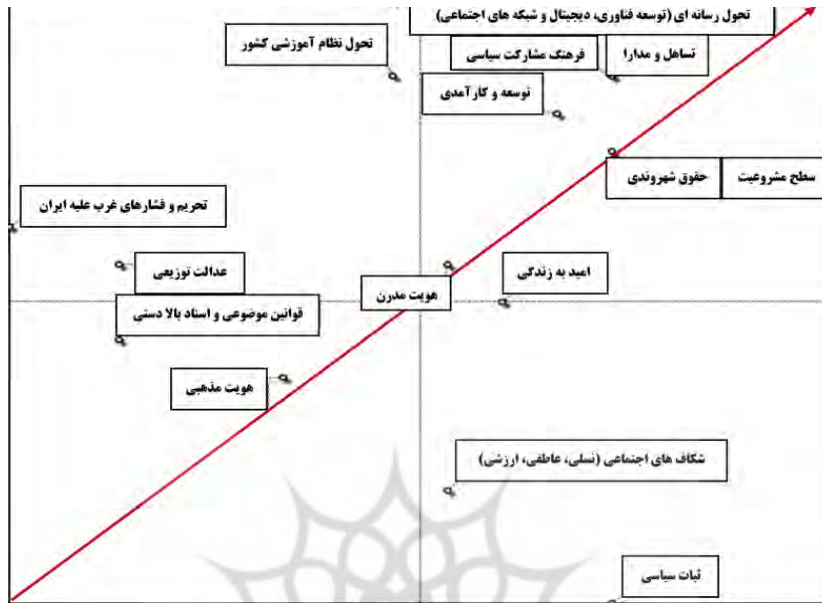 تحول رسانه ای (توسعه فناوری، دیجیتال و شبکه های اجتماعی)
تحول نظام آموزشی کشور
فرهنگ مشارکت سیاسی
تساهل و مدارا
توسعه و کارآمدی
حقوق شهروندی
سطح مشروعیت
تحریم و فشارهای غرب علیه ایران
عدالت توزیعی
امید به زندگی
هویت مدرن
قوانین موضوعی و اسناد بالا دستی
هویت مذهبی
شکاف های اجتماعی (نسلی، عاطفی، ارزشی)
ثبات سیاسی